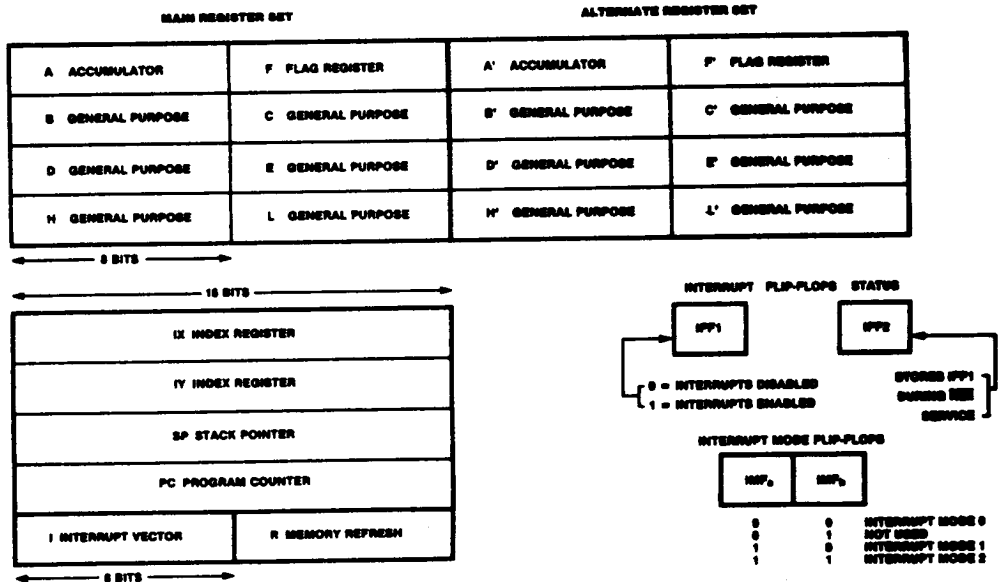 MAIN REGISTER SET
ALTERNATE REGISTER SET
A ACCUMULATOR
F FLAG REGISTER
A' ACCUMULATOR
F' FLAG REGISTER
B GENERAL PURPOSE
C GENERAL PURPOSE
B' GENERAL PURPOSE
C' GENERAL PURPOSE
D GENERAL PURPOSE
E GENERAL PURPOSE
D' GENERAL PURPOSE
E' GENERAL PURPOSE
H GENERAL PURPOSE
L GENERAL PURPOSE
H' GENERAL PURPOSE
L' GENERAL PURPOSE
8 BITS
16 BITS
IX INDEX REGISTER
IY INDEX REGISTER
SP STACK POINTER
PC PROGRAM COUNTER
I INTERRUPT VECTOR
R MEMORY REFRESH
8 BITS
INTERRUPT FLIP-FLOPS STATUS
IFF1
IFF2
0 = INTERRUPTS DISABLED
1 = INTERRUPTS ENABLED
STORES IFF1
DURING
SERVICE
INTERRUPT MODE FLIP-FLOPS
IMFa
IMFb
0 0 INTERRUPT MODE 0
0 1 NOT USED
1 0 INTERRUPT MODE 1
1 1 INTERRUPT MODE 2